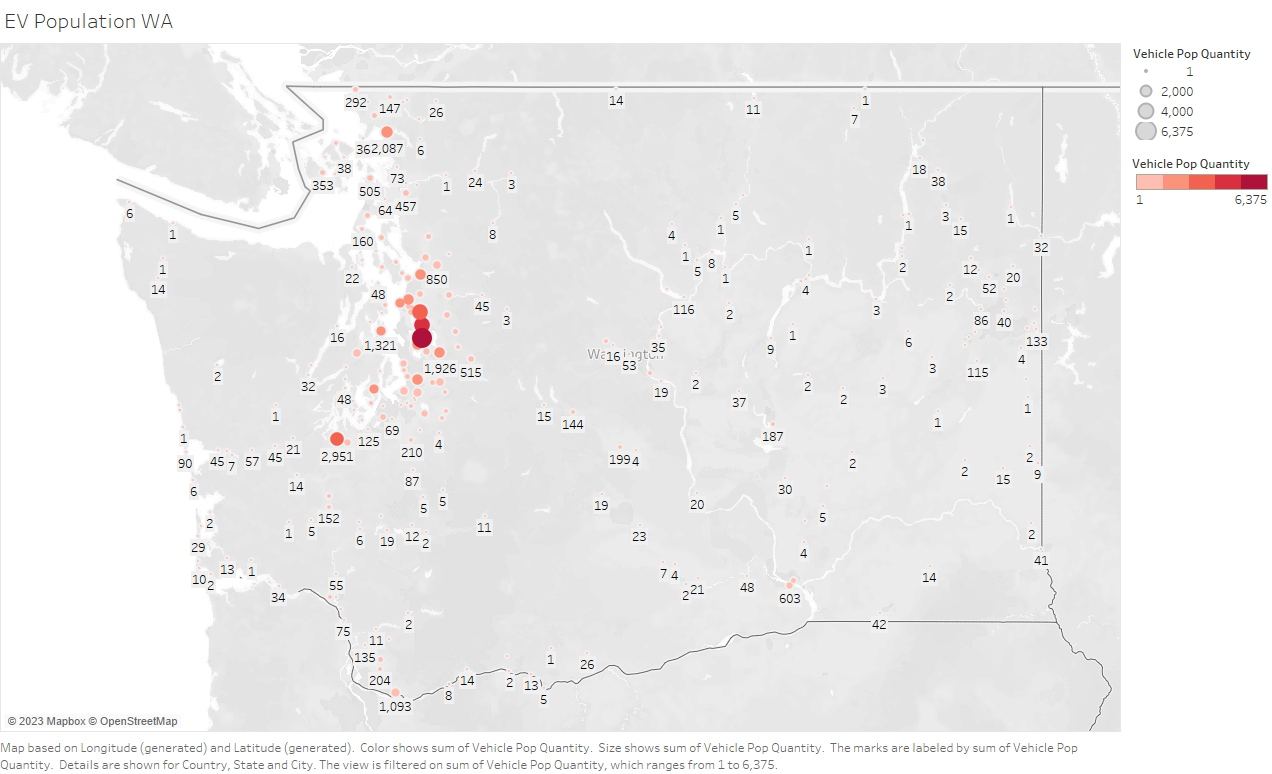 EV Population WA
Vehicle Pop Quantity
1
2,000
4,000
6,375
Vehicle Pop Quantity
1 6,375
292 147 26 14 11 1
7
362,087 6
38 18
353 73 1 24 3 38
505
64 457
6 5 3 1
1 160 8 4 1 1 15
32
1 22 850 1 8 1 2 12
14 5 1 20
48 4 2 52
45 116 2 3
3 86 40
16 1,321 35 1 6 133
Washington
16 9 4
53
2 1,926 515 3 115
32 48 19 2 2 3
37 2
1 15 144 1 1
69
1 125 4 187
90 45 7 57 45 21 2,951 210 199 4 2 2
2 15 9
6 14 87 30
5 5 19 20
2 152 11 5
1 5 6 19 12 2 23 2
29 4
41
10 13 1 7 4 14
2 55 2 21 48
34 603
75 2 42
11
135 1 26
204 14 2 13
8 5
1,093
© 2023 Mapbox © OpenStreetMap
Map based on Longitude (generated) and Latitude (generated).  Color shows sum of Vehicle Pop Quantity.  Size shows sum of Vehicle Pop Quantity.  The marks are labeled by sum of Vehicle Pop
Quantity.  Details are shown for Country, State and City. The view is filtered on sum of Vehicle Pop Quantity, which ranges from 1 to 6,375.